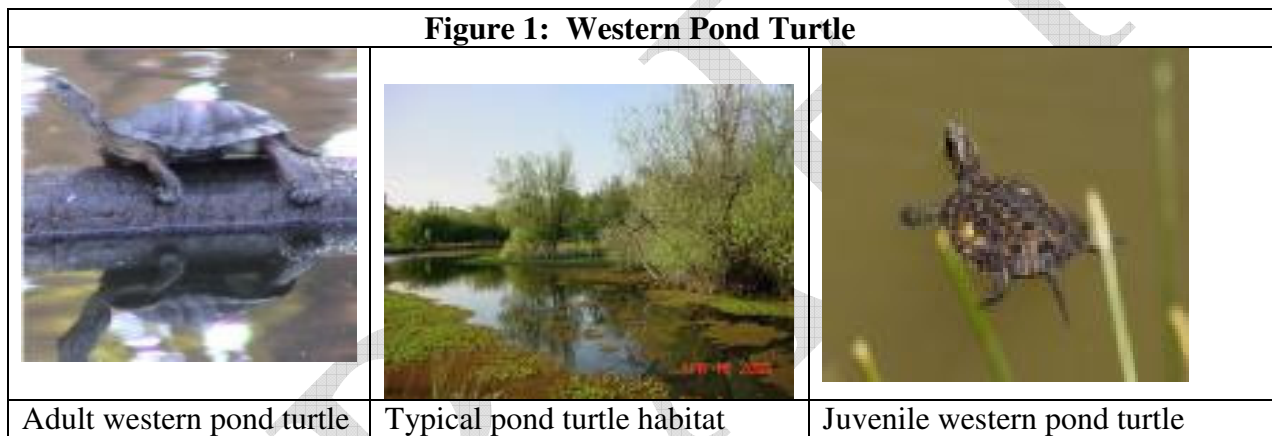 Figure 1: Western Pond Turtle
Adult western pond turtle
Typical pond turtle habitat
Juvenile western pond turtle